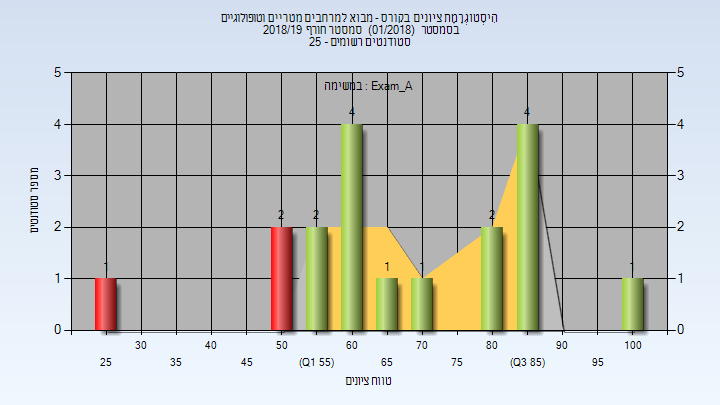 היסטוגרמת ציונים בקורס - מבוא למרחבים מטריים וטופולוגיים
בסמסטר (01/2018) סמסטר חורף 2018/19
סטודנטים רשומים - 25
במשימה : Exam_A
מספר סטודנטים
5 5
4 4
3 3
2 2
1 1
0 0
1 2 2 4 1 1 2 4 1
30 40 50 60 70 80 90 100
25 35 45 (Q1 55) 65 75 (Q3 85) 95
טווח ציונים